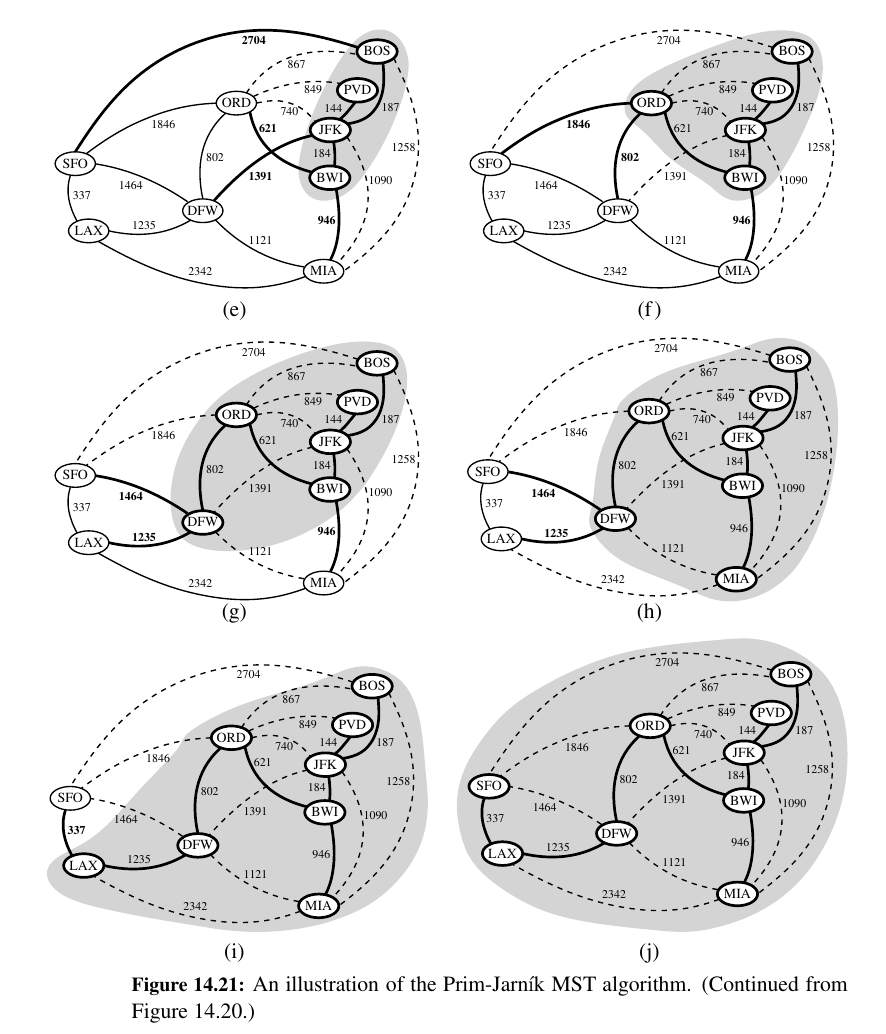 2704
BOS
867
PVD
849
ORD
144
187
740
JFK
1846
621
1258
184
802
SFO
1391
1464
BWI
1090
337
DFW
946
LAX
1235
1121
2342
MIA
(e)
2704
BOS
867
PVD
849
ORD
144
187
740
JFK
1846
621
1258
184
802
SFO
1391
1464
BWI
1090
337
DFW
946
LAX
1235
1121
2342
MIA
(f)
2704
BOS
867
PVD
849
ORD
144
187
740
JFK
1846
621
1258
184
802
SFO
1391
1464
BWI
1090
337
DFW
946
LAX
1235
1121
2342
MIA
(g)
2704
BOS
867
PVD
849
ORD
144
187
740
JFK
1846
621
1258
184
802
SFO
1391
1464
BWI
1090
337
DFW
946
LAX
1235
1121
2342
MIA
(h)
2704
BOS
867
PVD
849
ORD
144
187
740
JFK
1846
621
1258
184
802
SFO
1391
1464
BWI
1090
337
DFW
946
LAX
1235
1121
2342
MIA
(i)
2704
BOS
867
PVD
849
ORD
144
187
740
JFK
1846
621
1258
184
802
SFO
1391
1464
BWI
1090
337
DFW
946
LAX
1235
1121
2342
MIA
(j)
Figure 14.21: An illustration of the Prim-Jarník MST algorithm. (Continued from
Figure 14.20.)